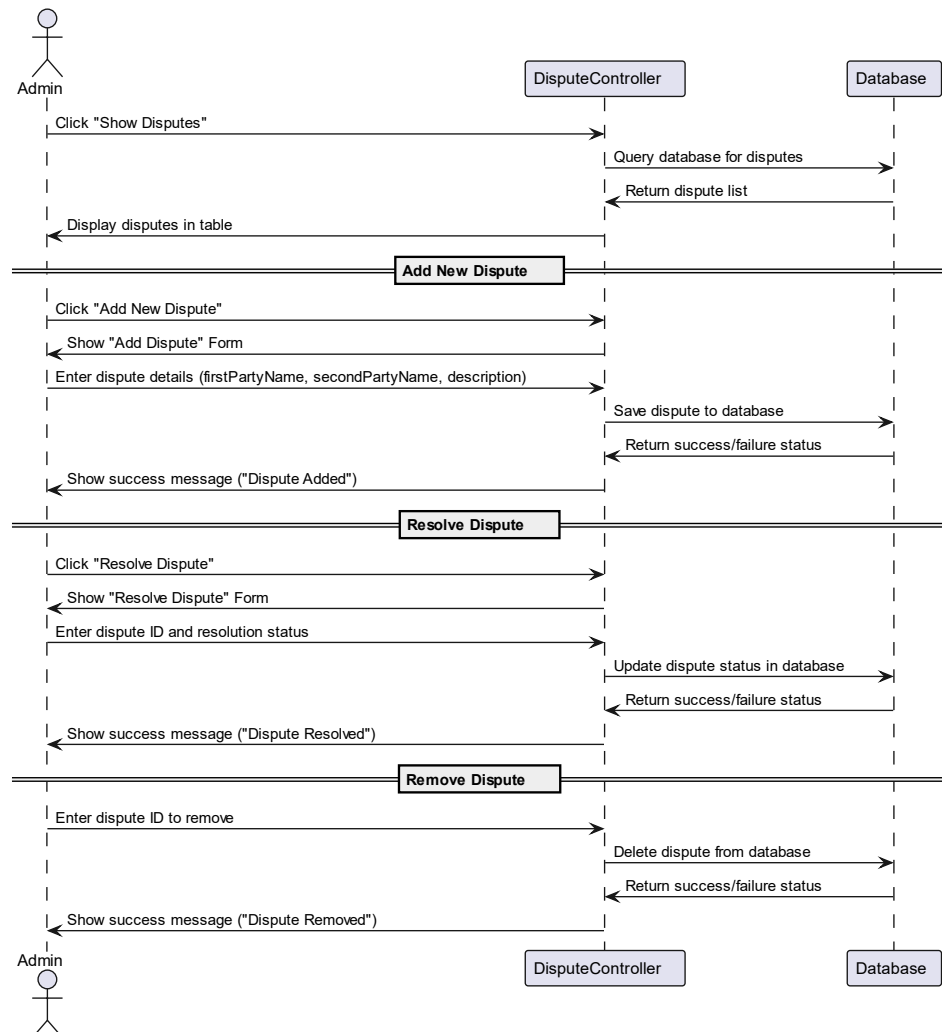 Admin
DisputeController
Database
Click "Show Disputes"
Query database for disputes
Return dispute list
Display disputes in table
Add New Dispute
Click "Add New Dispute"
Show "Add Dispute" Form
Enter dispute details (firstPartyName, secondPartyName, description)
Save dispute to database
Return success/failure status
Show success message ("Dispute Added")
Resolve Dispute
Click "Resolve Dispute"
Show "Resolve Dispute" Form
Enter dispute ID and resolution status
Update dispute status in database
Return success/failure status
Show success message ("Dispute Resolved")
Remove Dispute
Enter dispute ID to remove
Delete dispute from database
Return success/failure status
Show success message ("Dispute Removed")
Admin
DisputeController
Database